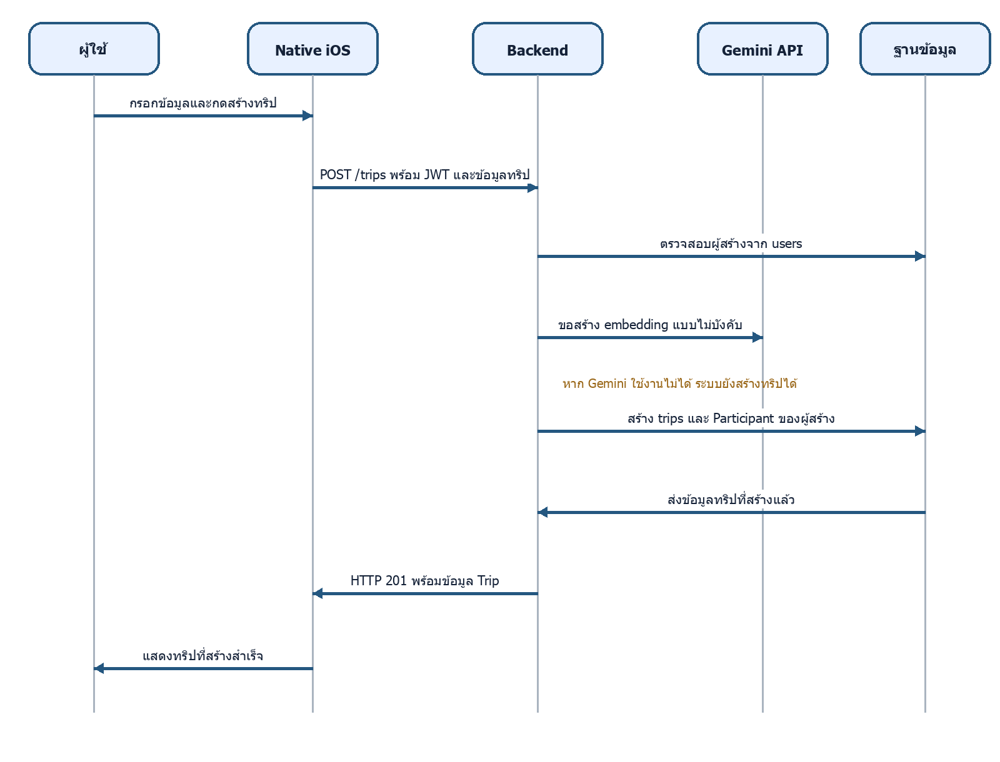 ผู้ใช้
Native iOS
Backend
Gemini API
ฐานข้อมูล
กรอกข้อมูลและกดสร้างทริป
POST /trips พร้อม JWT และข้อมูลทริป
ตรวจสอบผู้สร้างจาก users
ขอสร้าง embedding แบบไม่บังคับ
หาก Gemini ใช้งานไม่ได้ ระบบยังสร้างทริปได้
สร้าง trips และ Participant ของผู้สร้าง
ส่งข้อมูลทริปที่สร้างแล้ว
HTTP 201 พร้อมข้อมูล Trip
แสดงทริปที่สร้างสำเร็จ